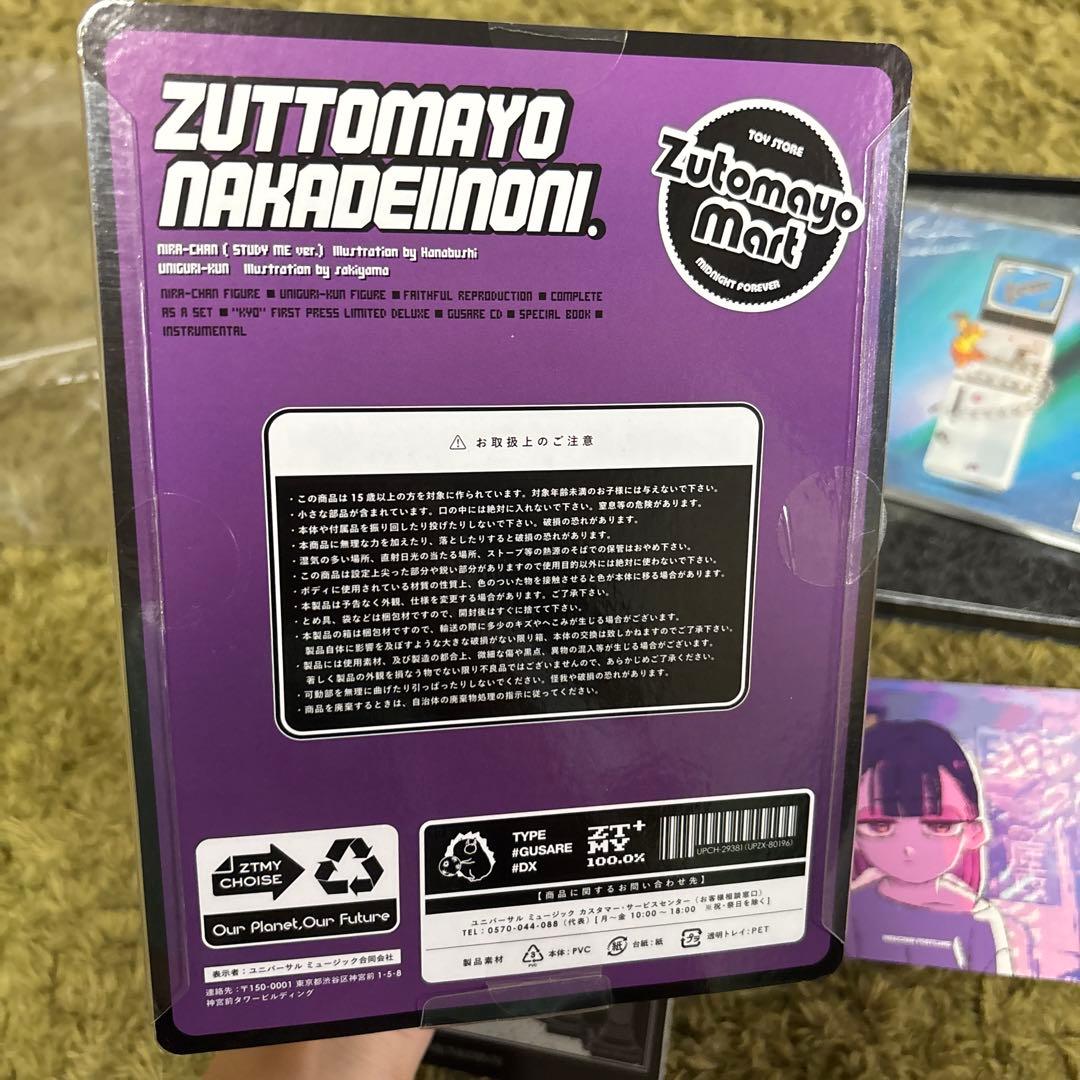 ZUTTOMAYO
NAKADEIINONI.
TOY STORE
Zutomayo
Mart
MIDNIGHT FOREVER
NIRA-CHAN ( STUDY ME ver.) Illustration by Hanabushi
UNIGURI-KUN Illustration by sakiyama
NIRA-CHAN FIGURE ■ UNIGURI-KUN FIGURE ■ FAITHFUL REPRODUCTION ■ COMPLETE
AS A SET ■ "KYO" FIRST PRESS LIMITED DELUXE ■ GUSARE CD ■ SPECIAL BOOK ■
INSTRUMENTAL
⚠ お取扱上のご注意
・この商品は15歳以上の方を対象に作られています。対象年齢未満のお子様には与えないで下さい。
・小さな部品が含まれています。口の中には絶対に入れないで下さい。窒息等の危険があります。
・本体や付属品を振り回したり投げたりしないで下さい。破損の恐れがあります。
・本商品に無理な力を加えたり、落としたりすると破損の恐れがあります。
・湿気の多い場所、直射日光の当たる場所、ストーブ等の熱源のそばでの保管はおやめ下さい。
・この商品は設定上尖った部分や鋭い部分がありますので使用目的以外には絶対に使わないで下さい。
・ボディに使用されている材質の性質上、色のついた物を接触させると色が本体に移る場合があります。
・本製品は予告なく外観、仕様を変更する場合があります。ご了承下さい。
・とめ具、袋などは梱包材ですので、開封後はすぐに捨てて下さい。
・本製品の箱は梱包材ですので、輸送の際に多少のキズやへこみが生じる場合がございます。
製品自体に影響を及ぼすような大きな破損がない限り箱、本体の交換は致しかねますのでご了承下さい。
・製品には使用素材、及び製造の都合上、微細な傷や黒点、異物の混入等が生じる場合がございます。
著しく製品の外観を損なう物でない限り不良品ではございませんので、あらかじめご了承ください。
・可動部を無理に曲げたり引っぱったりしないでください。怪我や破損の恐れがあります。
・商品を廃棄するときは、自治体の廃棄物処理の指示に従ってください。
ZTMY
CHOISE
Our Planet,Our Future
表示者：ユニバーサル ミュージック合同会社
連絡先：〒150-0001 東京都渋谷区神宮前 1-5-8
神宮前タワービルディング
TYPE
#GUSARE
#DX
ZT+
MY
100.0%
UPCH-29381(UPZX-80196)
【商品に関するお問い合わせ先】
ユニバーサル ミュージック カスタマー・サービスセンター（お客様相談窓口）
TEL：0570-044-088（代表）［月～金 10:00～18:00 ※祝・祭日を除く］
製品素材 3 PVC 本体：PVC 紙 台紙：紙 プラ 透明トレイ：PET